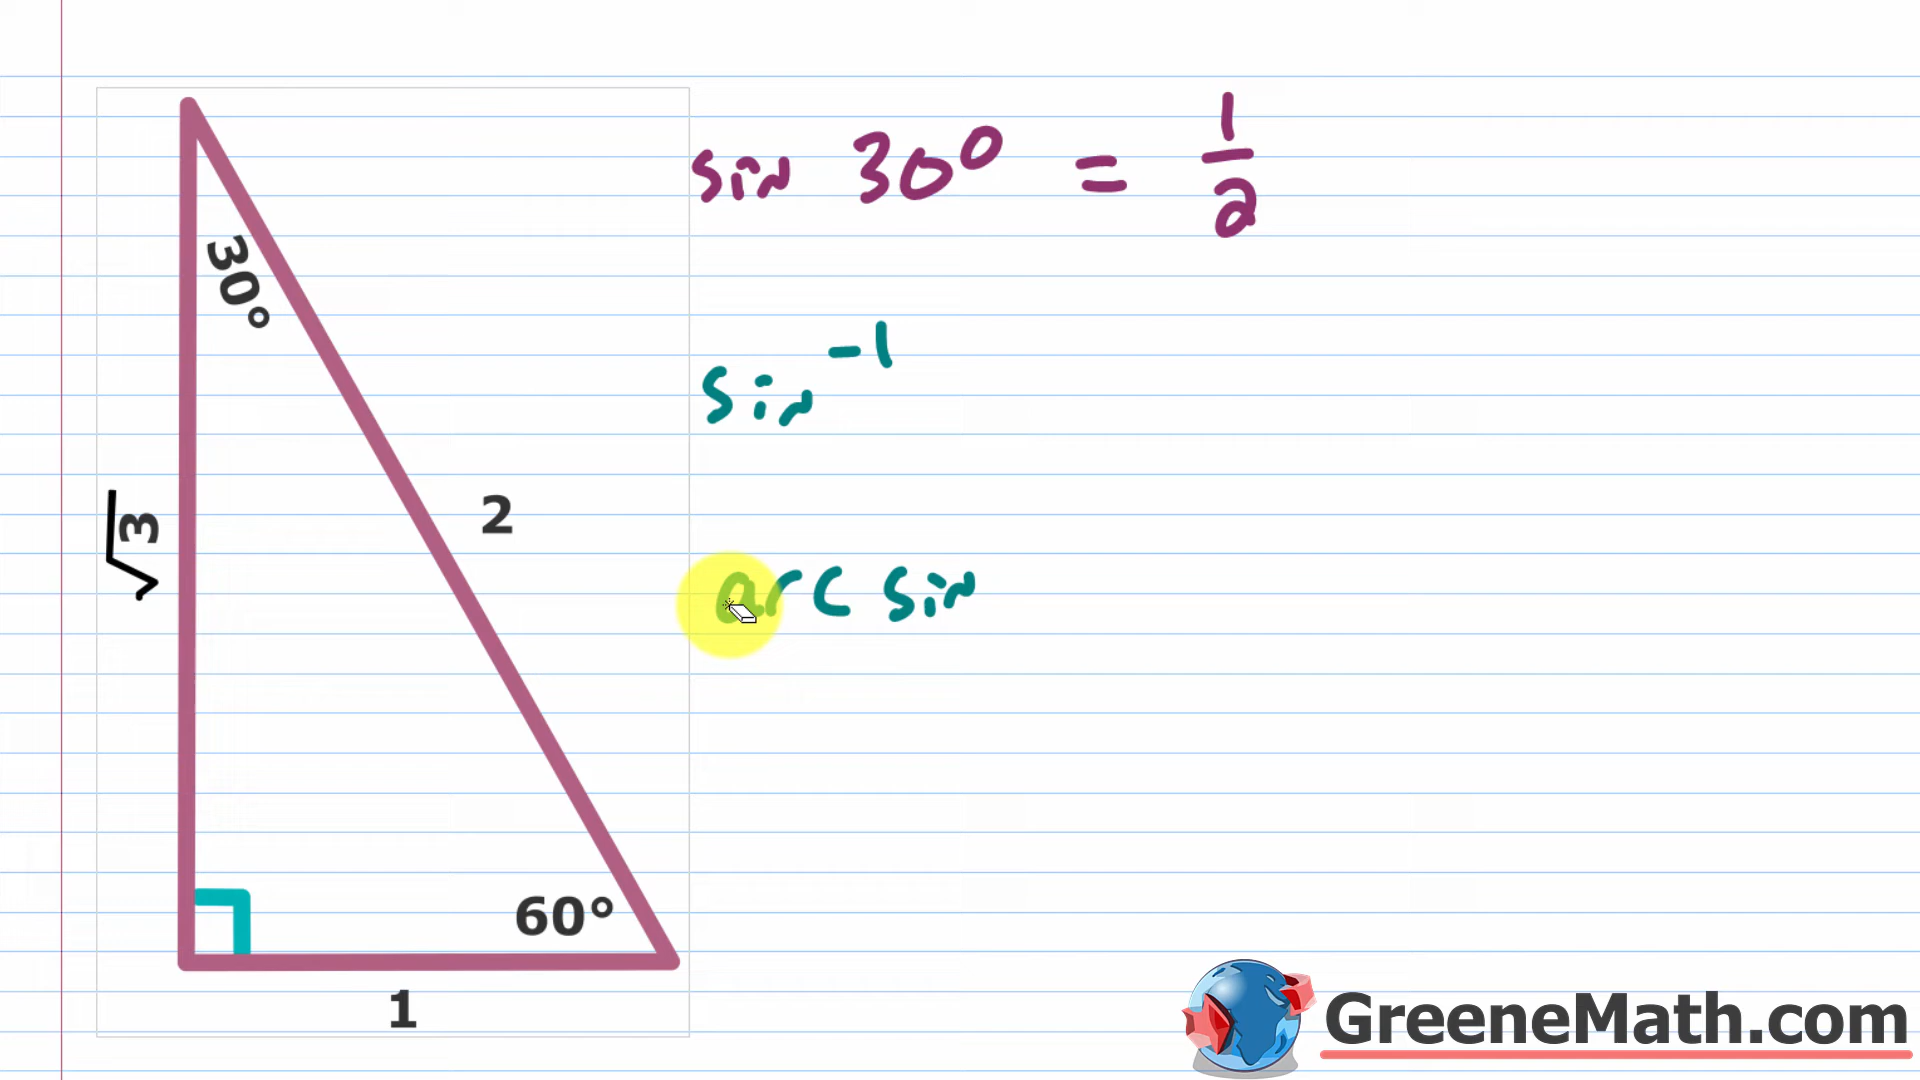 sin 30° = 1/2
30°
sin⁻¹
√3
2
arc sin
60°
1
GreeneMath.com